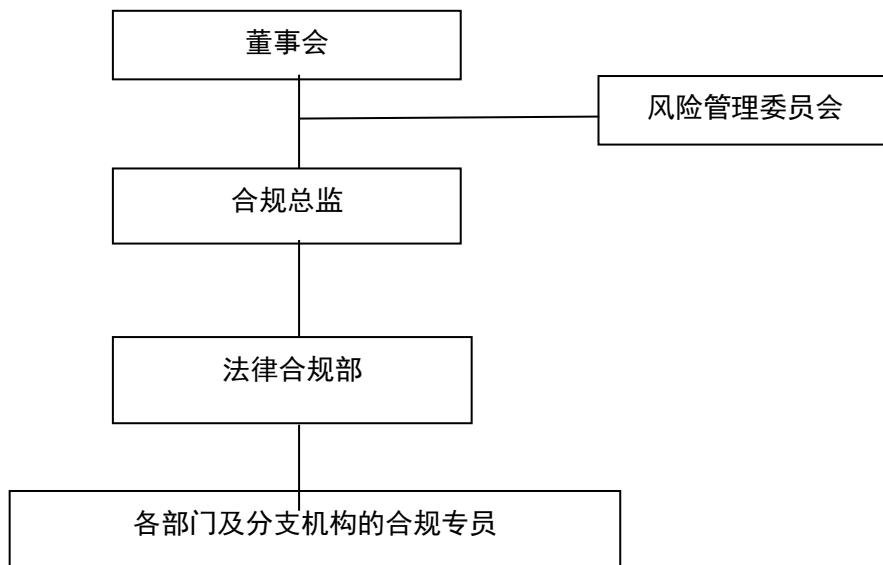 董事会
风险管理委员会
合规总监
法律合规部
各部门及分支机构的合规专员